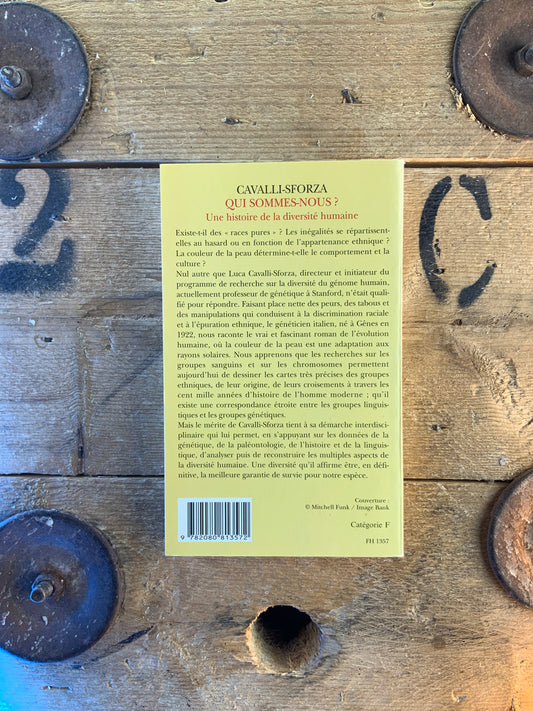 2
C
CAVALLI-SFORZA
QUI SOMMES-NOUS ?
Une histoire de la diversité humaine
Existe-t-il des « races pures » ? Les inégalités se répartissent-
elles au hasard ou en fonction de l'appartenance ethnique ?
La couleur de la peau détermine-t-elle le comportement et la
culture ?
Nul autre que Luca Cavalli-Sforza, directeur et initiateur du
programme de recherche sur la diversité du génome humain,
actuellement professeur de génétique à Stanford, n'était quali-
fié pour répondre. Faisant place nette des peurs, des tabous et
des manipulations qui conduisent à la discrimination raciale
et à l'épuration ethnique, le généticien italien, né à Gênes en
1922, nous raconte le vrai et fascinant roman de l'évolution
humaine, où la couleur de la peau est une adaptation aux
rayons solaires. Nous apprenons que les recherches sur les
groupes sanguins et sur les chromosomes permettent
aujourd'hui de dessiner les cartes très précises des groupes
ethniques, de leur origine, de leurs croisements à travers les
cent mille années d'histoire de l'homme moderne ; qu'il
existe une correspondance étroite entre les groupes linguis-
tiques et les groupes génétiques.
Mais le mérite de Cavalli-Sforza tient à sa démarche interdisci-
plinaire qui lui permet, en s'appuyant sur les données de la
génétique, de la paléontologie, de l'histoire et de la linguis-
tique, d'analyser puis de reconstruire les multiples aspects de
la diversité humaine. Une diversité qu'il affirme être, en défi-
nitive, la meilleure garantie de survie pour notre espèce.
Couverture :
© Mitchell Funk / Image Bank
Catégorie F
FH 1357
9 782080 813572